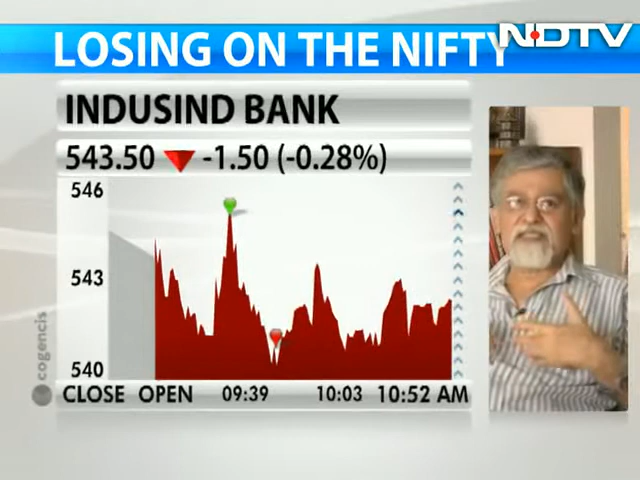 LOSING ON THE NIFTY
NDTV
INDUSIND BANK
543.50 -1.50 (-0.28%)
546
543
540
cogencis
CLOSE OPEN 09:39 10:03 10:52 AM